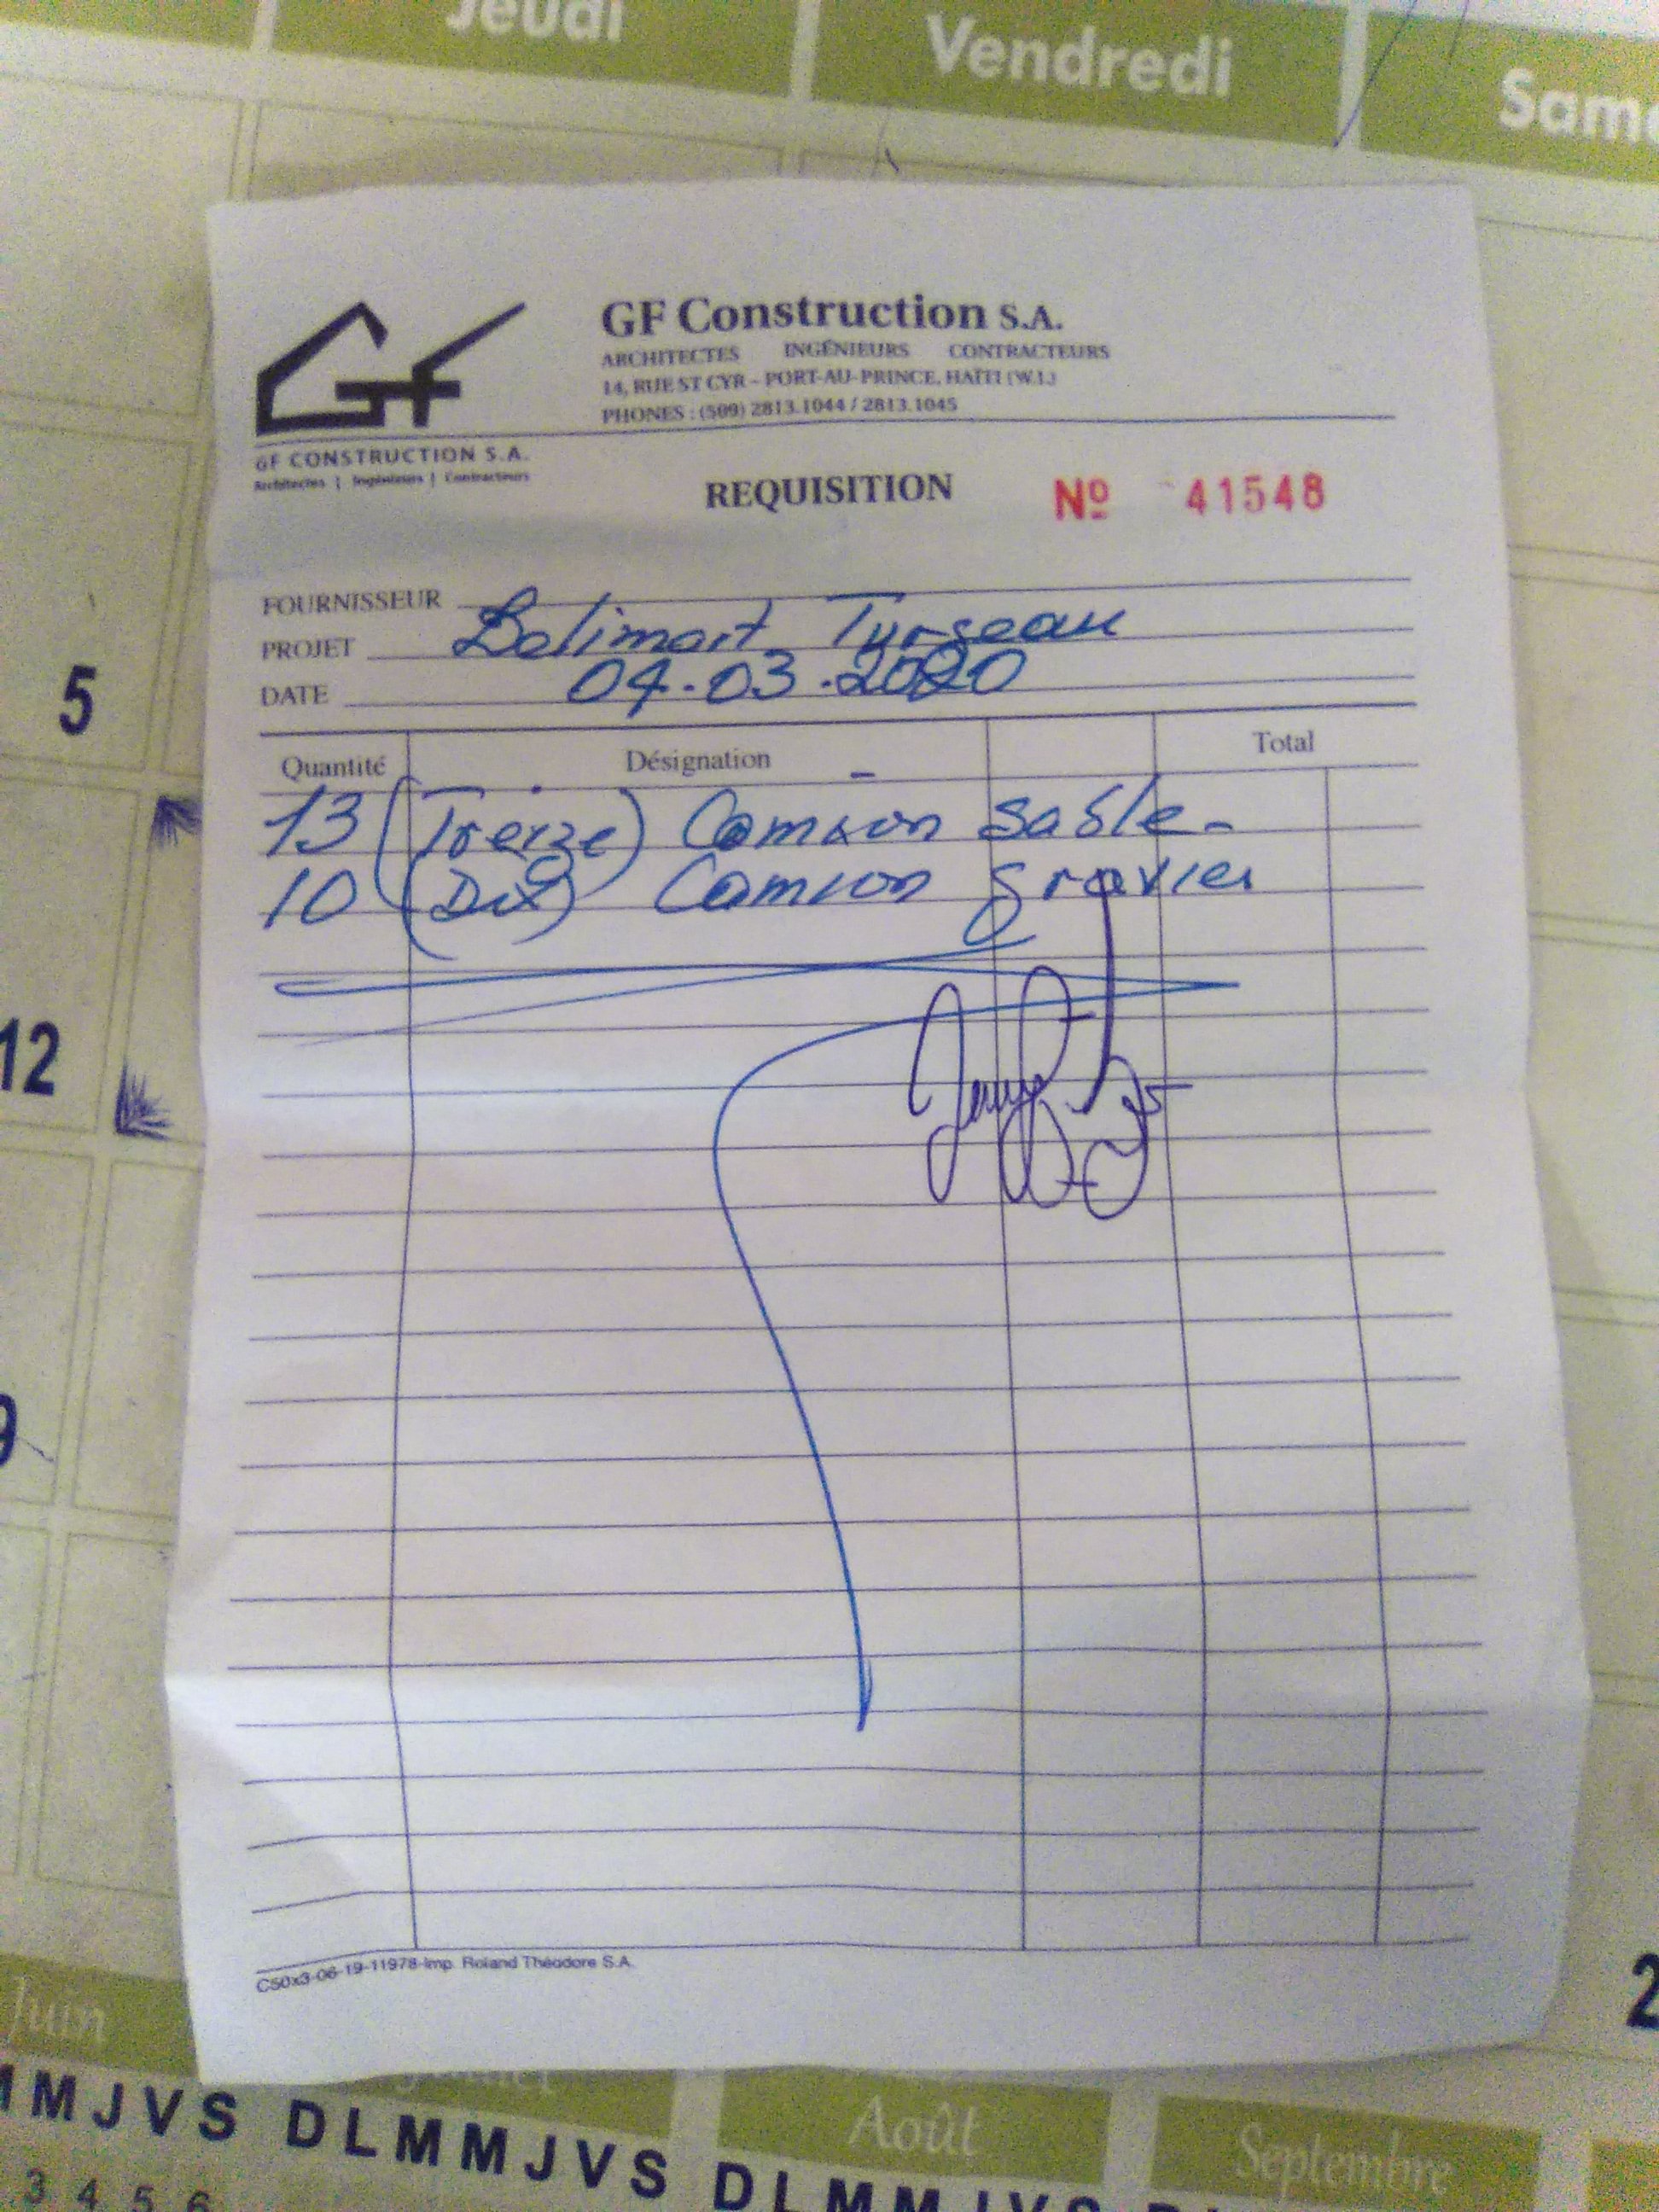 Jeudi Vendredi Same
GF Construction S.A.
ARCHITECTES INGÉNIEURS CONTRACTEURS
14, RUE ST CYR – PORT-AU-PRINCE, HAÏTI (W.I.)
PHONES : (509) 2813.1044 / 2813.1045
GF CONSTRUCTION S.A.
Architectes | Ingénieurs | Contracteurs
REQUISITION Nº 41548
FOURNISSEUR
PROJET Belimart Turgeau
DATE 04.03.2020
Quantité Désignation Total
13 (Treize) Camion Sable-
10 (Dix) Camion gravier
5
12
9
C50x3-06-19-11978-Imp. Roland Théodore S.A.
2
Juin Août Septembre
MMJVS DLMMJVS DLMMJVS
3 4 5 6